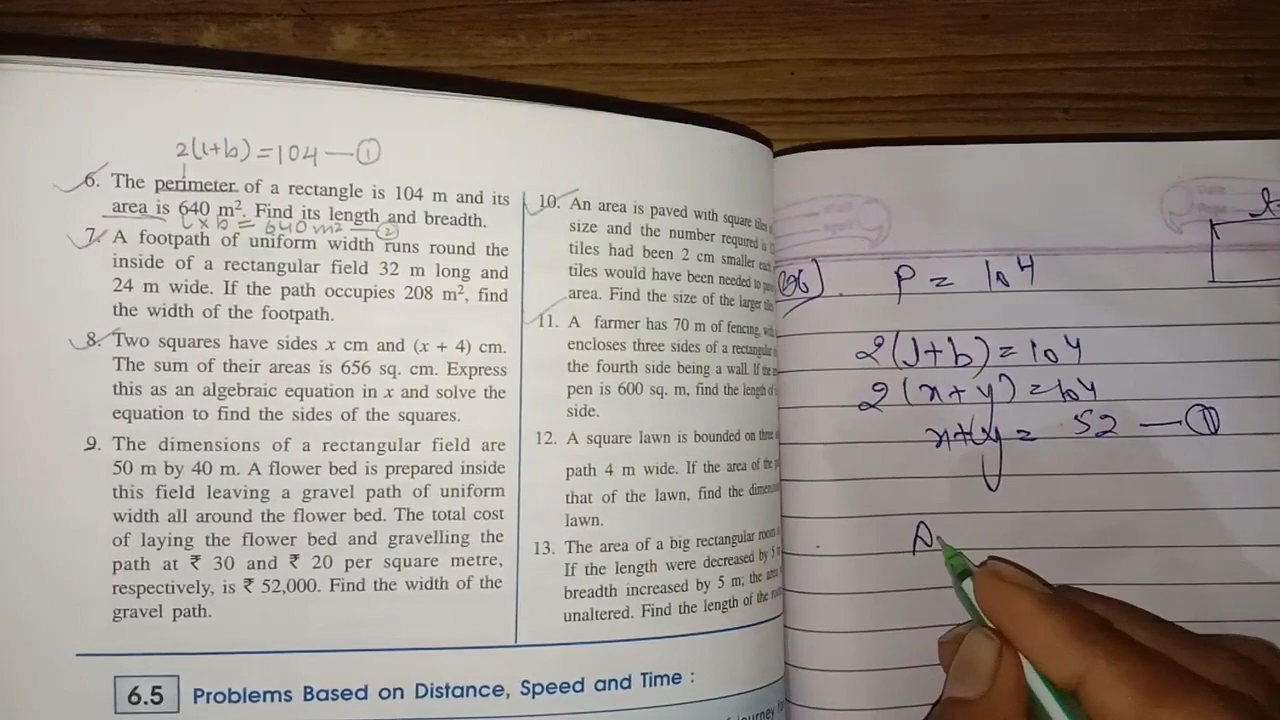 2(l+b)=104—①
6. The perimeter of a rectangle is 104 m and its
area is 640 m². Find its length and breadth.
l×b = 640 m² —②
7. A footpath of uniform width runs round the
inside of a rectangular field 32 m long and
24 m wide. If the path occupies 208 m², find
the width of the footpath.
8. Two squares have sides x cm and (x + 4) cm.
The sum of their areas is 656 sq. cm. Express
this as an algebraic equation in x and solve the
equation to find the sides of the squares.
9. The dimensions of a rectangular field are
50 m by 40 m. A flower bed is prepared inside
this field leaving a gravel path of uniform
width all around the flower bed. The total cost
of laying the flower bed and gravelling the
path at ₹ 30 and ₹ 20 per square metre,
respectively, is ₹ 52,000. Find the width of the
gravel path.
10. An area is paved with square tiles
size and the number required is
tiles had been 2 cm smaller each
tiles would have been needed to
area. Find the size of the larger tiles
11. A farmer has 70 m of fencing, with
encloses three sides of a rectangular
the fourth side being a wall. If the
pen is 600 sq. m, find the length of
side.
12. A square lawn is bounded on three
path 4 m wide. If the area of the
that of the lawn, find the
lawn.
13. The area of a big rectangular room
If the length were decreased by 5
breadth increased by 5 m; the
unaltered. Find the length of the
6.5 Problems Based on Distance, Speed and Time :
P = 104
2(l+b)=104
2(x+y)=104
x+y = 52 —①
A